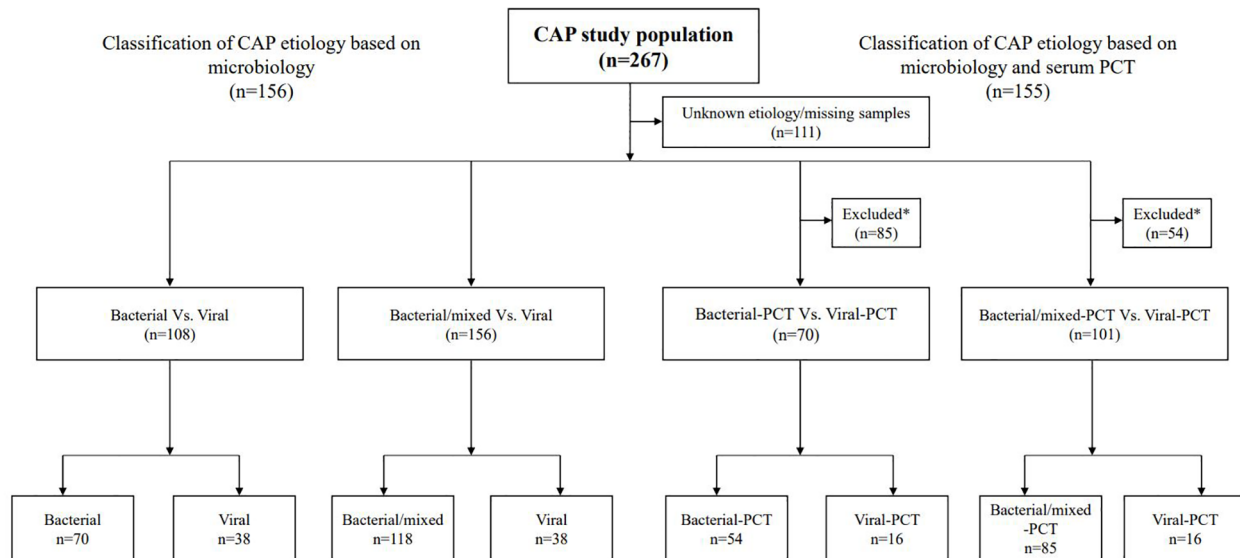 CAP study population
(n=267)
Classification of CAP etiology based on
microbiology
(n=156)
Classification of CAP etiology based on
microbiology and serum PCT
(n=155)
Unknown etiology/missing samples
(n=111)
Excluded*
(n=85)
Excluded*
(n=54)
Bacterial Vs. Viral
(n=108)
Bacterial/mixed Vs. Viral
(n=156)
Bacterial-PCT Vs. Viral-PCT
(n=70)
Bacterial/mixed-PCT Vs. Viral-PCT
(n=101)
Bacterial
n=70
Viral
n=38
Bacterial/mixed
n=118
Viral
n=38
Bacterial-PCT
n=54
Viral-PCT
n=16
Bacterial/mixed
-PCT
n=85
Viral-PCT
n=16